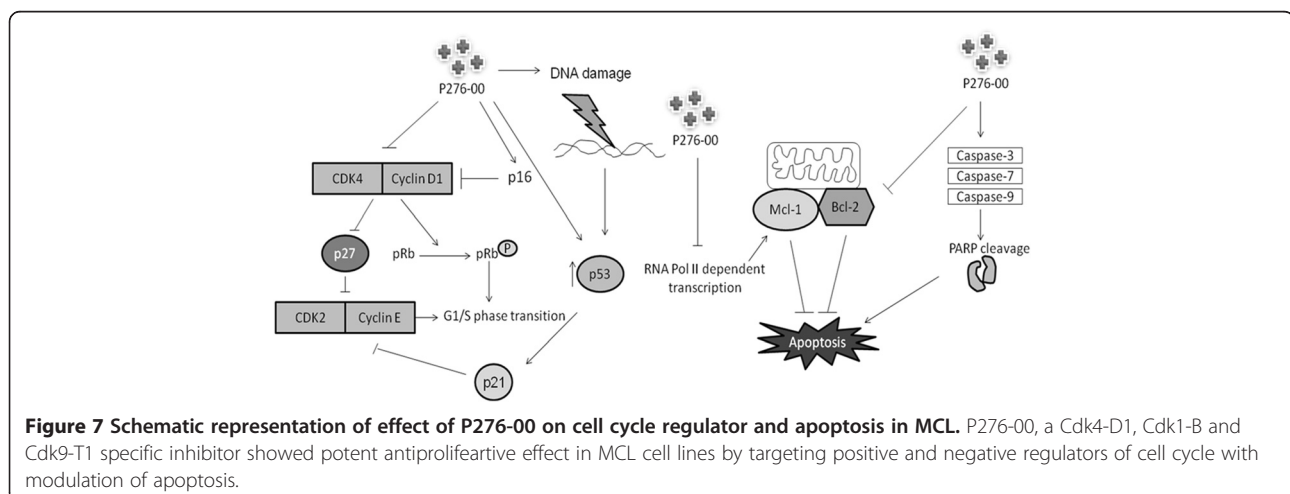 P276-00
DNA damage
P276-00
P276-00
CDK4
Cyclin D1
p16
Caspase-3
Caspase-7
Caspase-9
Mcl-1
Bcl-2
p27
pRb
pRb
P
p53
RNA Pol II dependent
transcription
PARP cleavage
CDK2
Cyclin E
G1/S phase transition
Apoptosis
p21
Figure 7 Schematic representation of effect of P276-00 on cell cycle regulator and apoptosis in MCL. P276-00, a Cdk4-D1, Cdk1-B and
Cdk9-T1 specific inhibitor showed potent antiprolifeartive effect in MCL cell lines by targeting positive and negative regulators of cell cycle with
modulation of apoptosis.